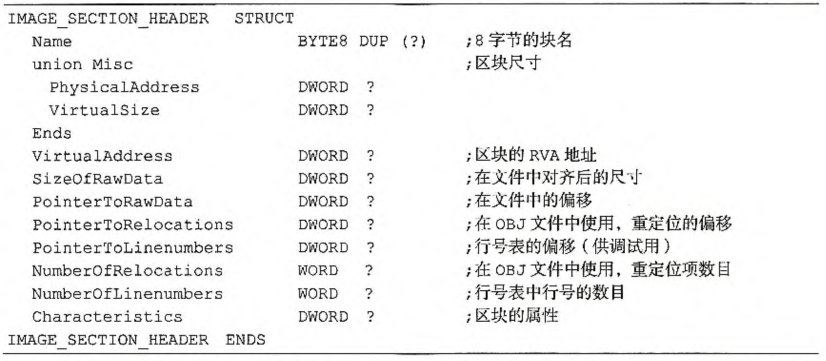 IMAGE_SECTION_HEADER STRUCT
Name BYTE8 DUP (?) ;8 字节的块名
union Misc ;区块尺寸
PhysicalAddress DWORD ?
VirtualSize DWORD ?
Ends
VirtualAddress DWORD ? ;区块的 RVA 地址
SizeOfRawData DWORD ? ;在文件中对齐后的尺寸
PointerToRawData DWORD ? ;在文件中的偏移
PointerToRelocations DWORD ? ;在 OBJ 文件中使用，重定位的偏移
PointerToLinenumbers DWORD ? ;行号表的偏移（供调试用）
NumberOfRelocations WORD ? ;在 OBJ 文件中使用，重定位项数目
NumberOfLinenumbers WORD ? ;行号表中行号的数目
Characteristics DWORD ? ;区块的属性
IMAGE_SECTION_HEADER ENDS